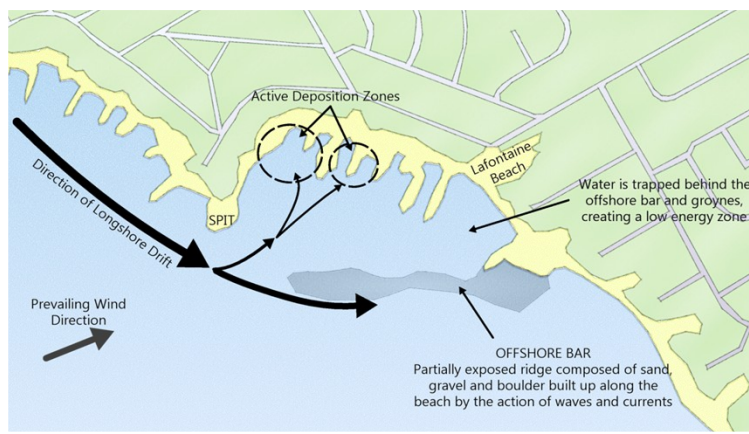 Active Deposition Zones
Lafontaine
Beach
Direction of Longshore Drift
SPIT
Water is trapped behind the
offshore bar and groynes,
creating a low energy zone
Prevailing Wind
Direction
OFFSHORE BAR
Partially exposed ridge composed of sand,
gravel and boulder built up along the
beach by the action of waves and currents